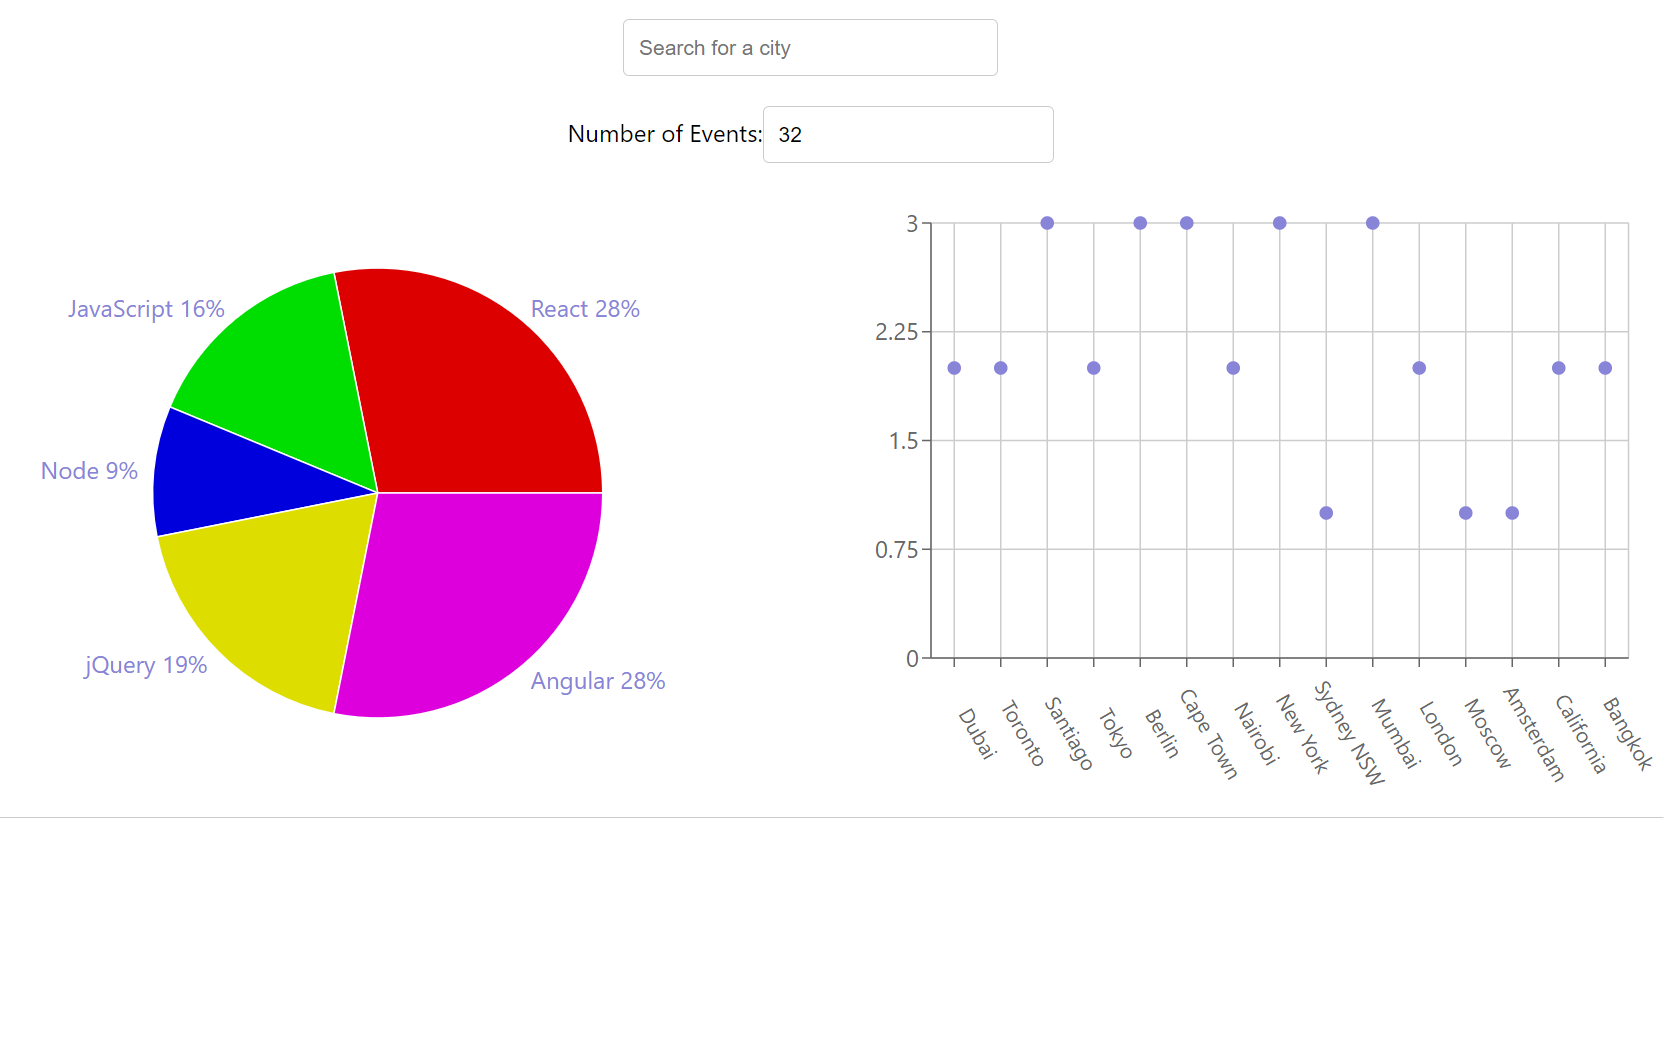 Search for a city
Number of Events: 32
JavaScript 16%
React 28%
Node 9%
jQuery 19%
Angular 28%
3
2.25
1.5
0.75
0
Dubai
Toronto
Santiago
Tokyo
Berlin
Cape Town
Nairobi
New York
Sydney NSW
Mumbai
London
Moscow
Amsterdam
California
Bangkok